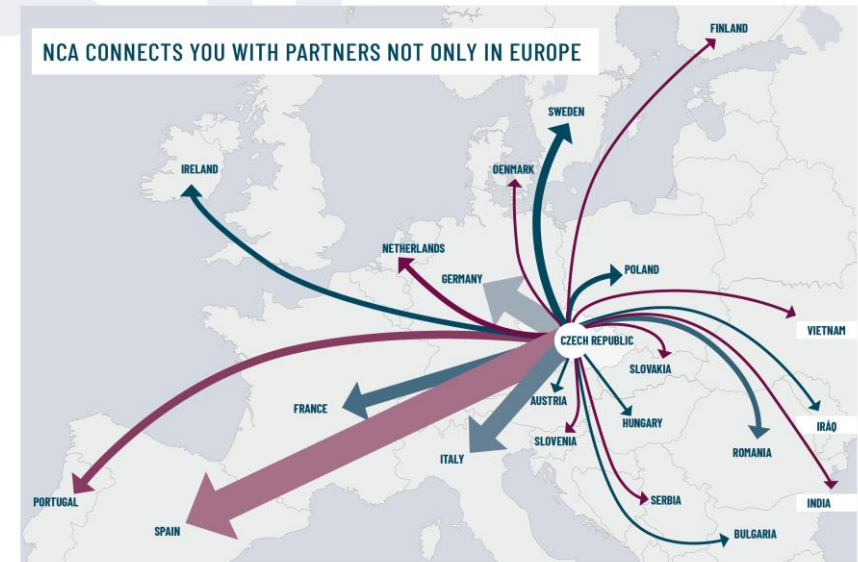 NCA CONNECTS YOU WITH PARTNERS NOT ONLY IN EUROPE
FINLAND
SWEDEN
IRELAND
DENMARK
NETHERLANDS
GERMANY
POLAND
VIETNAM
CZECH REPUBLIC
SLOVAKIA
AUSTRIA
FRANCE
HUNGARY
IRÁQ
SLOVENIA
ROMANIA
ITALY
PORTUGAL
SERBIA
INDIA
SPAIN
BULGARIA